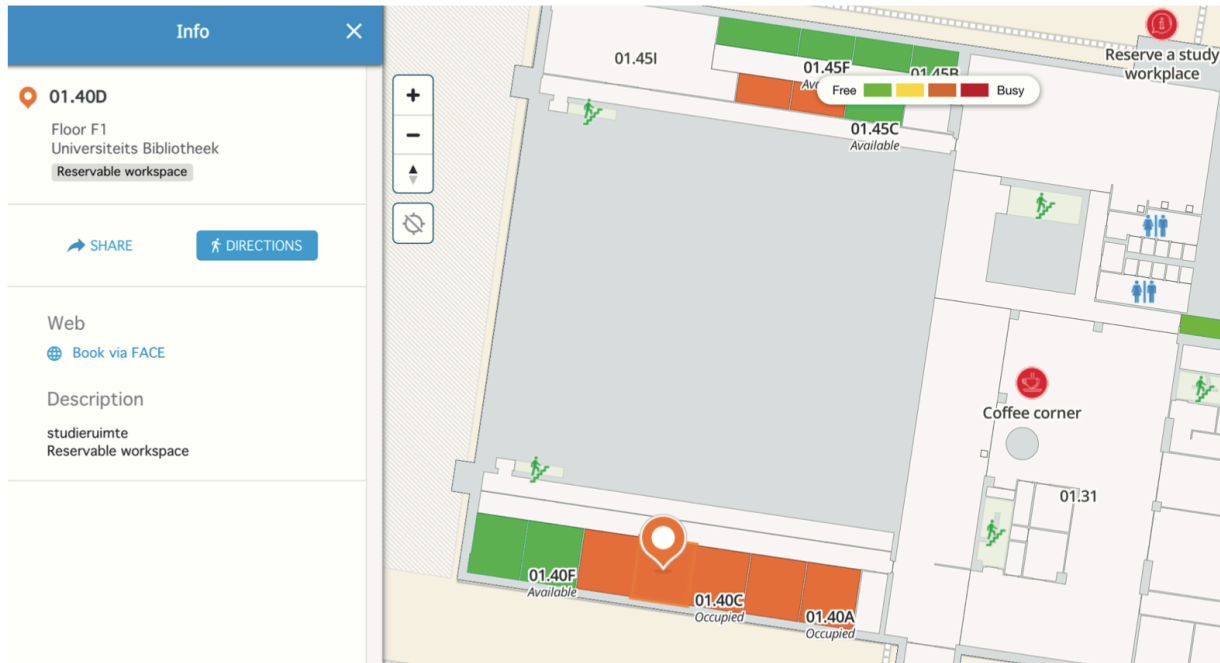 Info
01.40D
Floor F1
Universiteits Bibliotheek
Reservable workspace
SHARE
DIRECTIONS
Web
Book via FACE
Description
studieruimte
Reservable workspace
Reserve a study
workplace
01.45I
01.45F
01.45B
Free
Busy
01.45C
Available
Coffee corner
01.31
01.40F
Available
01.40C
Occupied
01.40A
Occupied